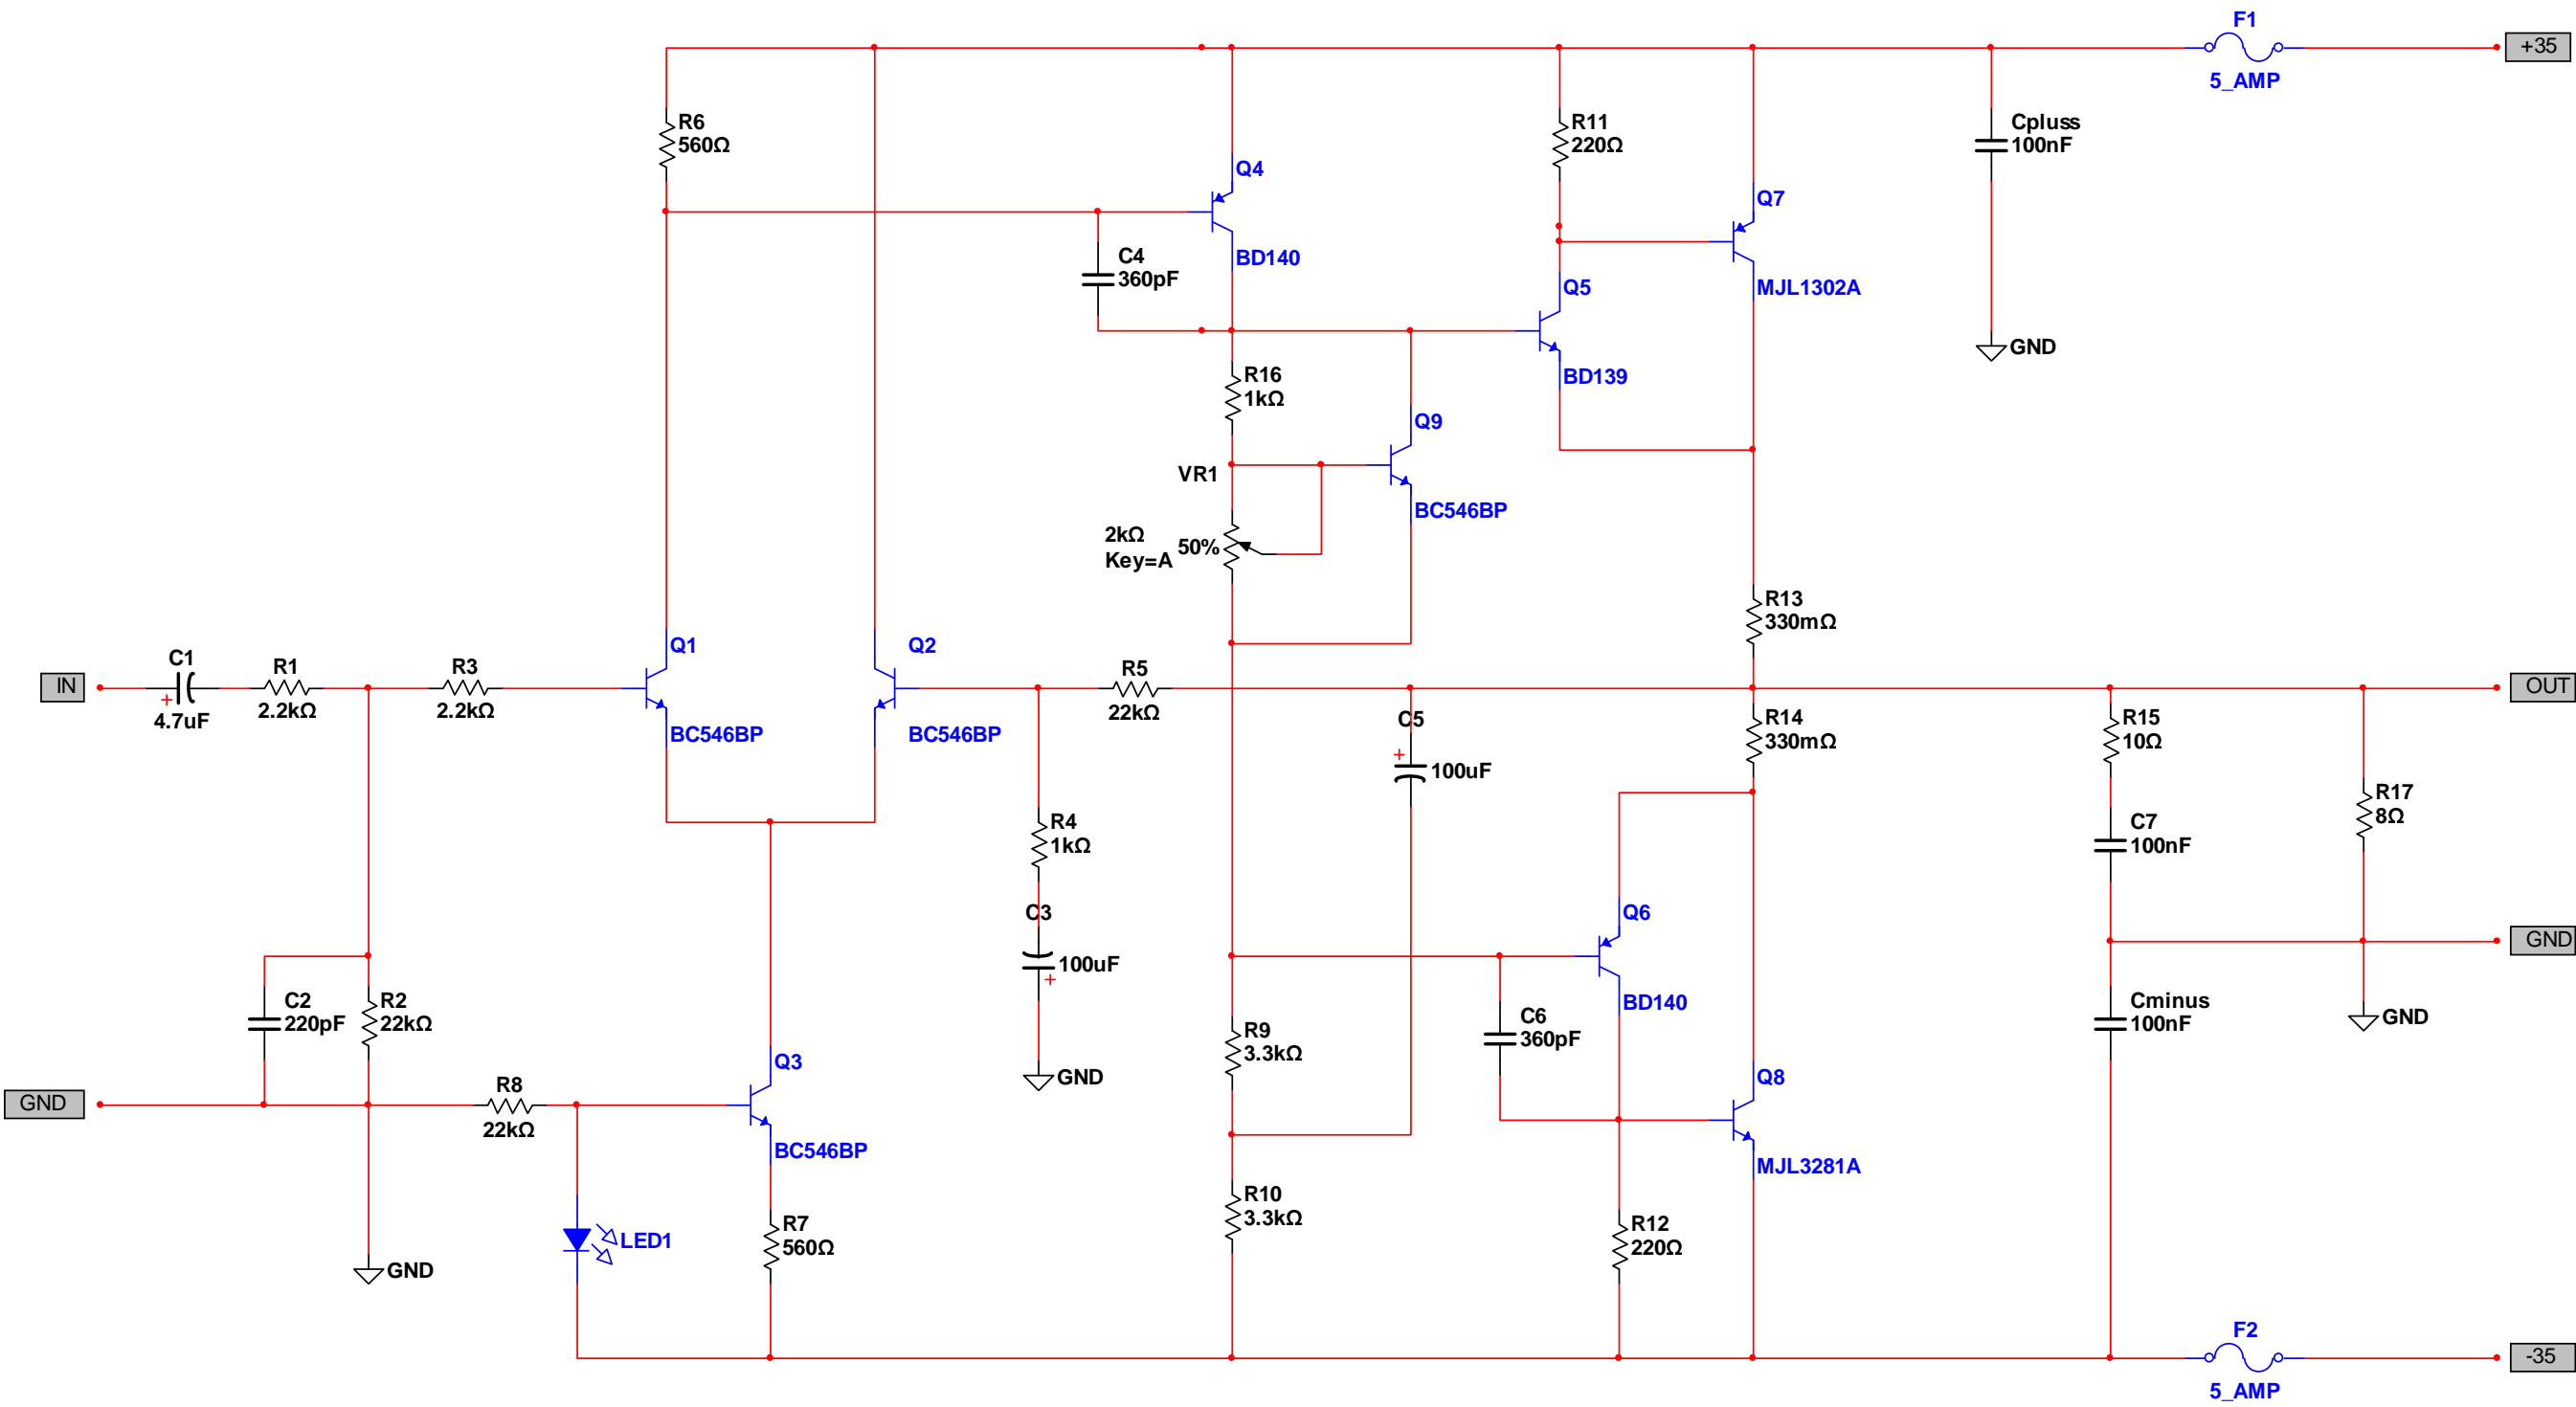 F1
+35
5_AMP
R6
560Ω
R11
220Ω
Cpluss
100nF
Q4
Q7
C4
360pF
BD140
Q5
MJL1302A
GND
R16
1kΩ
BD139
Q9
VR1
BC546BP
2kΩ
Key=A
50%
R13
330mΩ
IN
C1
+
4.7uF
R1
2.2kΩ
R3
2.2kΩ
Q1
BC546BP
Q2
BC546BP
R5
22kΩ
C5
+
100uF
R14
330mΩ
R15
10Ω
OUT
R4
1kΩ
C7
100nF
R17
8Ω
C3
100uF
+
Q6
GND
C2
220pF
R2
22kΩ
BD140
C6
360pF
R9
3.3kΩ
Cminus
100nF
GND
GND
GND
R8
22kΩ
Q3
BC546BP
Q8
MJL3281A
R10
3.3kΩ
LED1
R7
560Ω
R12
220Ω
GND
F2
-35
5_AMP